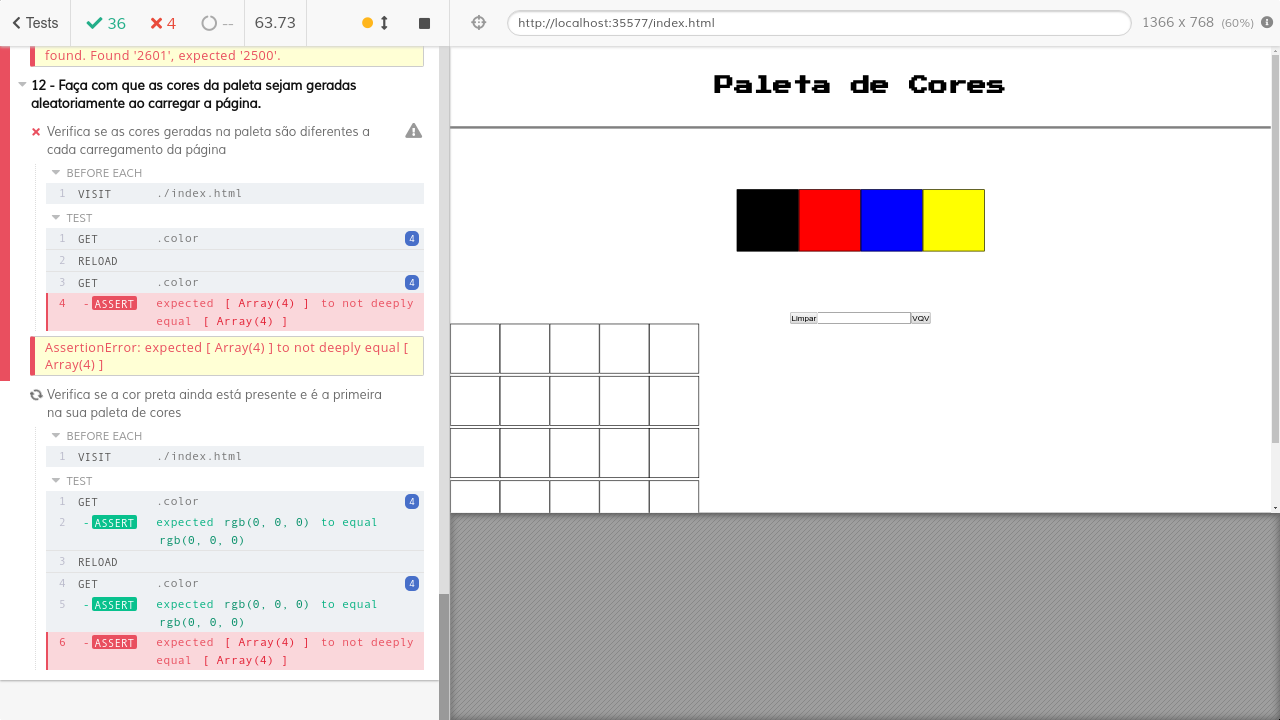 Tests
36
4
--
63.73
http://localhost:35577/index.html
1366 x 768 (60%)
found. Found '2601', expected '2500'.
12 - Faça com que as cores da paleta sejam geradas
aleatoriamente ao carregar a página.
Verifica se as cores geradas na paleta são diferentes a
cada carregamento da página
BEFORE EACH
1 VISIT ./index.html
TEST
1 GET .color 4
2 RELOAD
3 GET .color 4
4 -ASSERT expected [ Array(4) ] to not deeply
equal [ Array(4) ]
AssertionError: expected [ Array(4) ] to not deeply equal [
Array(4) ]
Verifica se a cor preta ainda está presente e é a primeira
na sua paleta de cores
BEFORE EACH
1 VISIT ./index.html
TEST
1 GET .color 4
2 -ASSERT expected rgb(0, 0, 0) to equal
rgb(0, 0, 0)
3 RELOAD
4 GET .color 4
5 -ASSERT expected rgb(0, 0, 0) to equal
rgb(0, 0, 0)
6 -ASSERT expected [ Array(4) ] to not deeply
equal [ Array(4) ]
Paleta de Cores
Limpar VQV